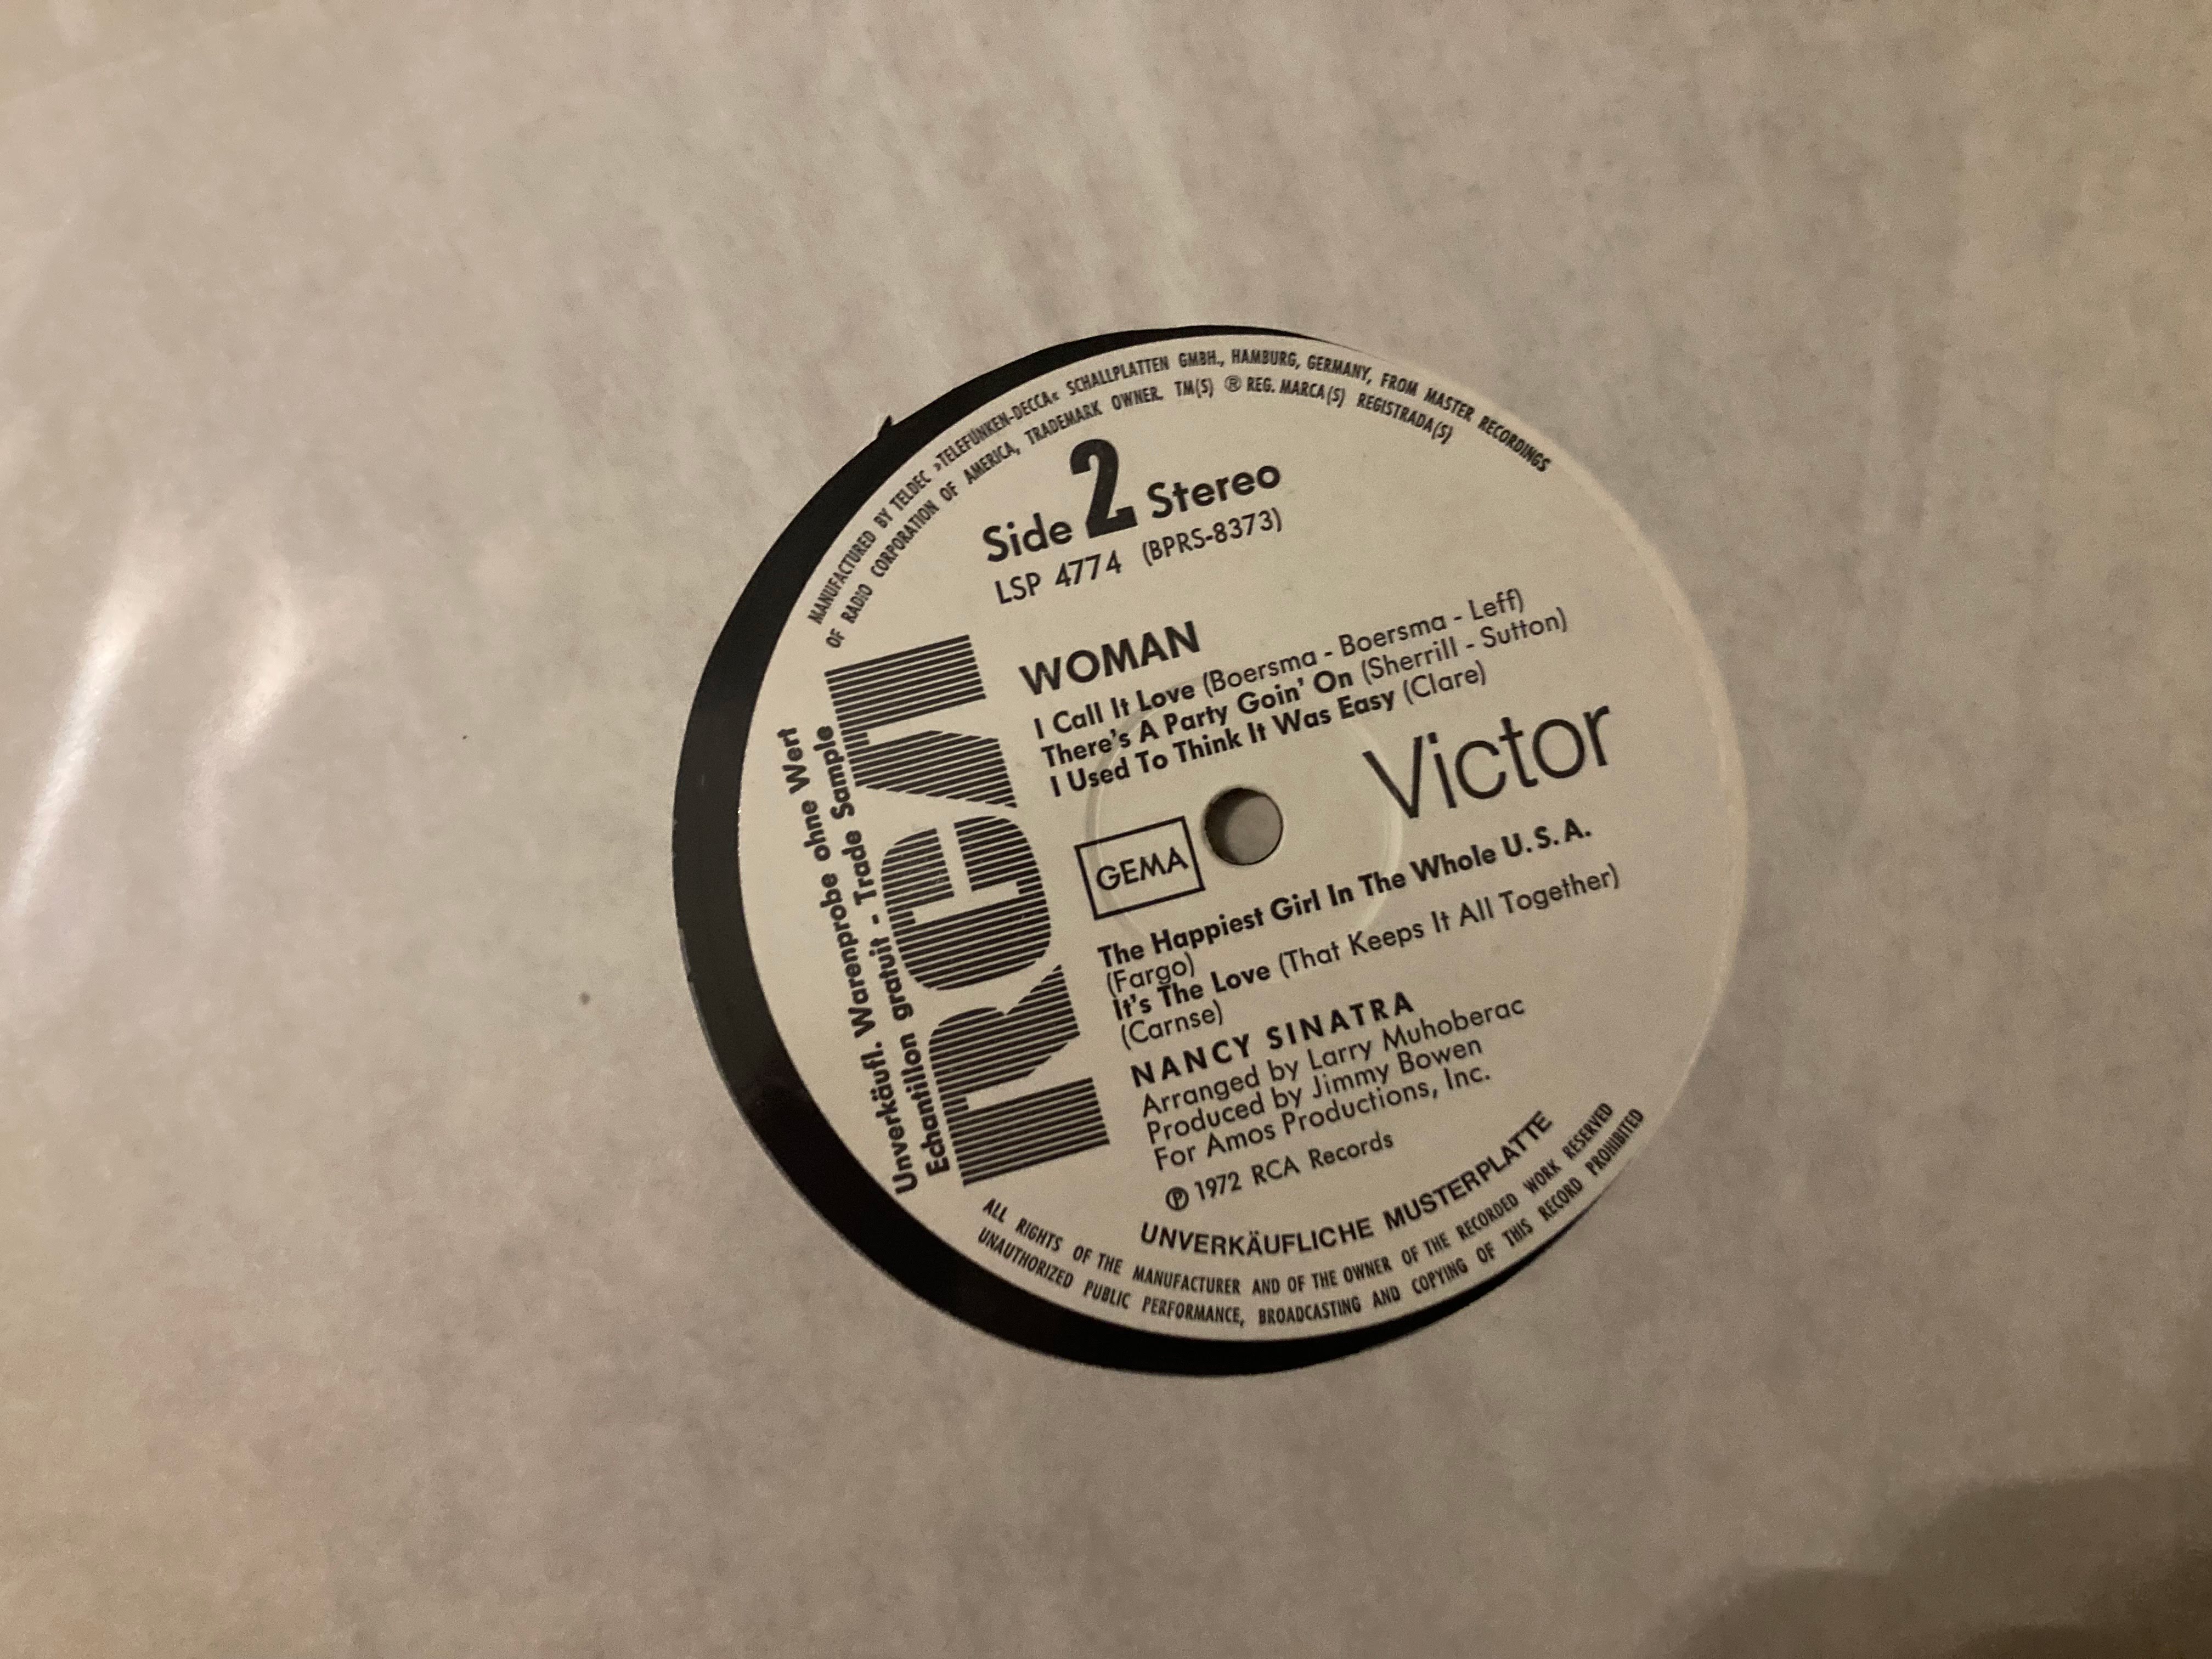 MANUFACTURED BY TELDEC »TELEFUNKEN-DECCA« SCHALLPLATTEN GMBH., HAMBURG, GERMANY, FROM MASTER RECORDINGS
OF RADIO CORPORATION OF AMERICA, TRADEMARK OWNER. TM(S) ® REG. MARCA(S) REGISTRADA(S)
Side 2 Stereo
LSP 4774 (BPRS-8373)
WOMAN
I Call It Love (Boersma - Boersma - Leff)
There's A Party Goin' On (Sherrill - Sutton)
I Used To Think It Was Easy (Clare)
RCA
Victor
Unverkäufl. Warenprobe ohne Wert
Echantillon gratuit - Trade Sample
GEMA
The Happiest Girl In The Whole U.S.A.
(Fargo)
It's The Love (That Keeps It All Together)
(Carnse)
NANCY SINATRA
Arranged by Larry Muhoberac
Produced by Jimmy Bowen
For Amos Productions, Inc.
℗ 1972 RCA Records
UNVERKÄUFLICHE MUSTERPLATTE
ALL RIGHTS OF THE MANUFACTURER AND OF THE OWNER OF THE RECORDED WORK RESERVED
UNAUTHORIZED PUBLIC PERFORMANCE, BROADCASTING AND COPYING OF THIS RECORD PROHIBITED